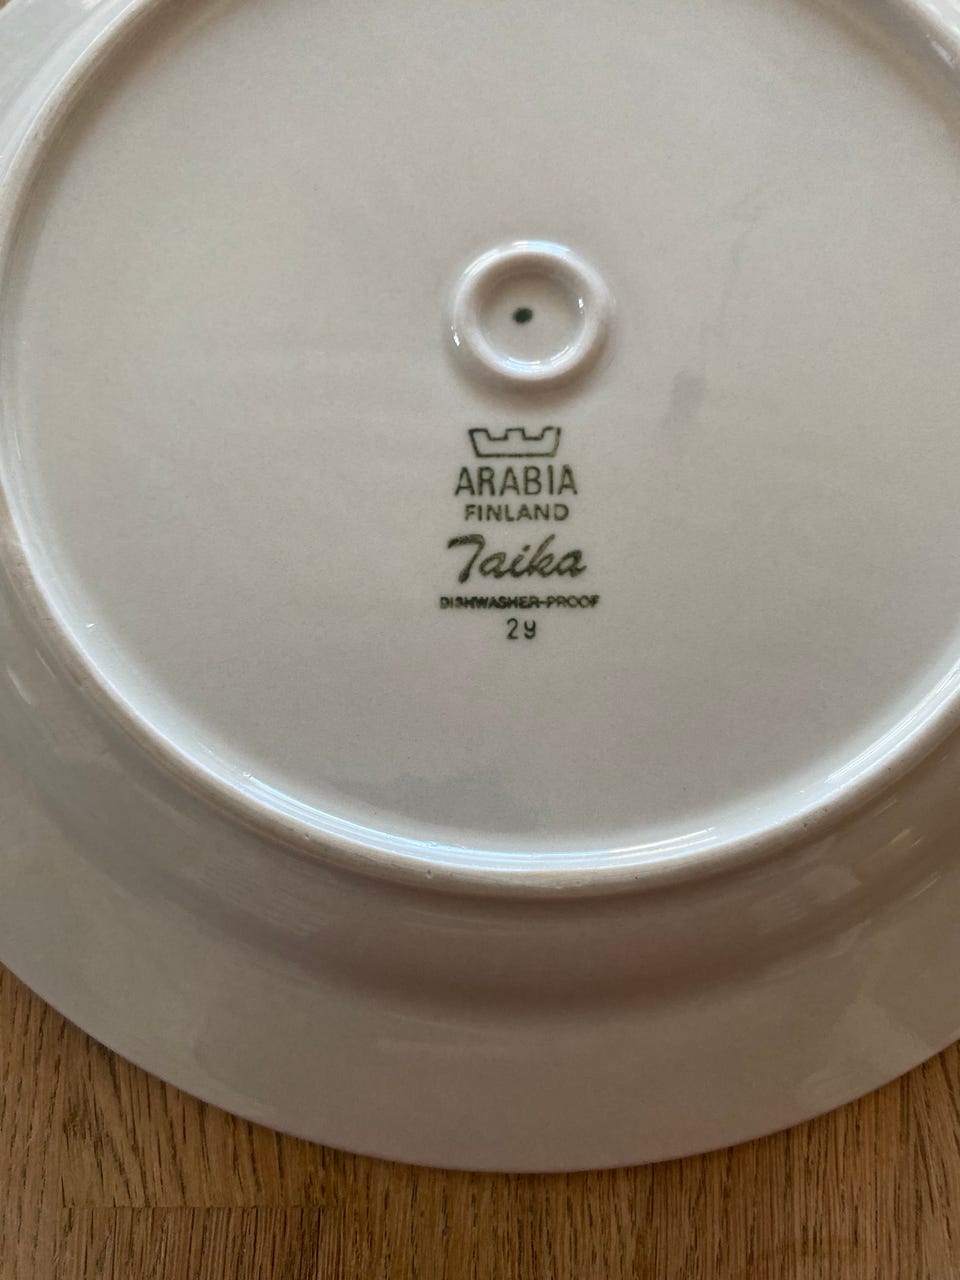 ARABIA
FINLAND
Taika
DISHWASHER-PROOF
29